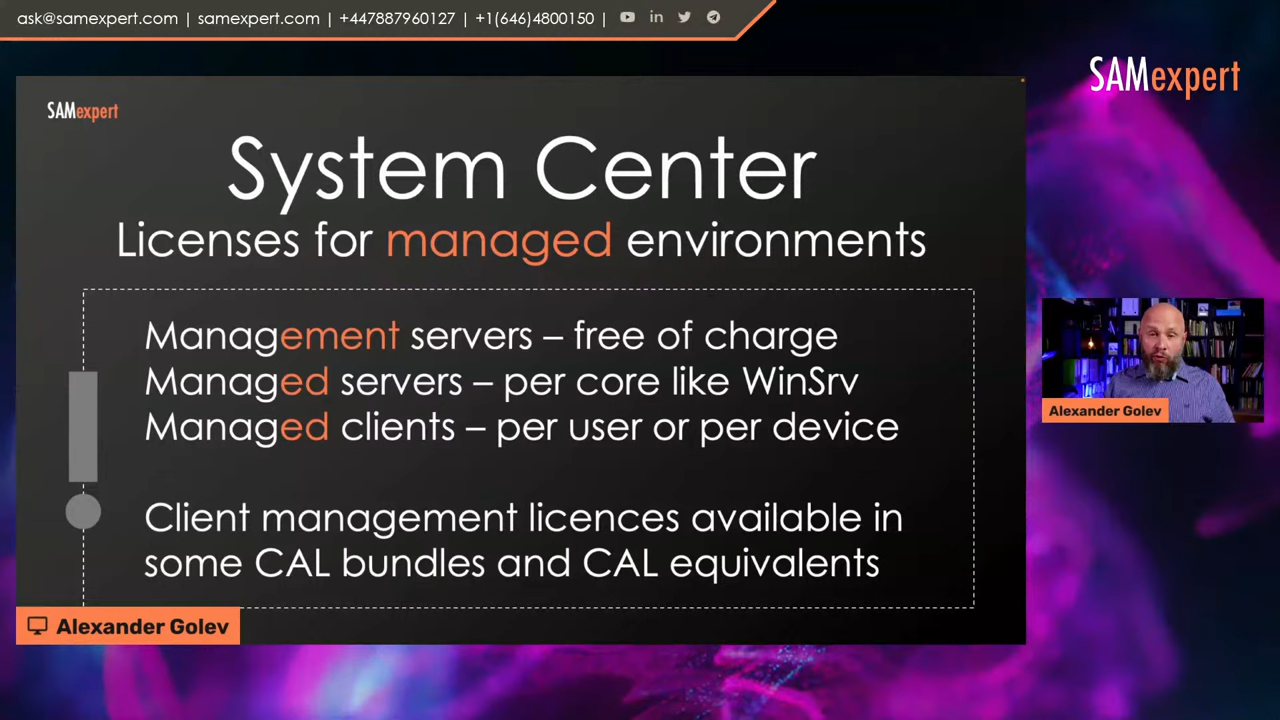 ask@samexpert.com | samexpert.com | +447887960127 | +1(646)4800150 |
SAMexpert
SAMexpert
System Center
Licenses for managed environments
Management servers – free of charge
Managed servers – per core like WinSrv
Managed clients – per user or per device
Client management licences available in
some CAL bundles and CAL equivalents
Alexander Golev
Alexander Golev